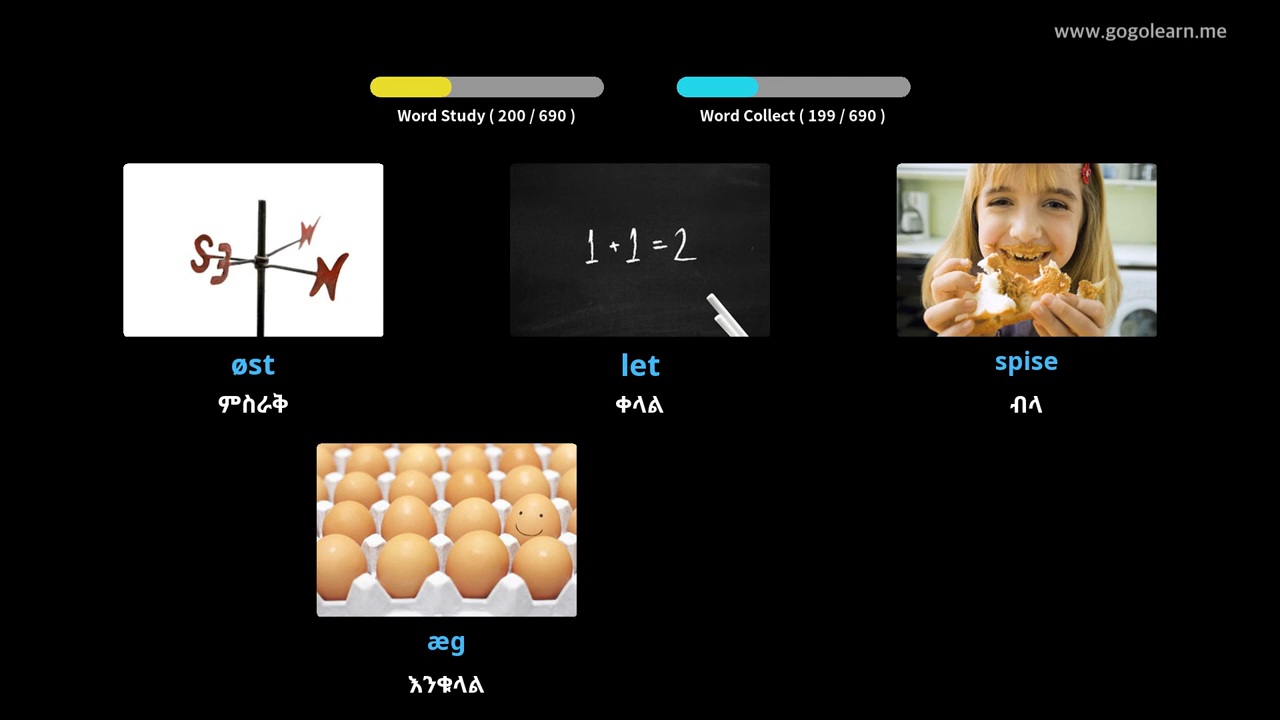 www.gogolearn.me
Word Study ( 200 / 690 )
Word Collect ( 199 / 690 )
S E N N
1 + 1 = 2
øst
let
spise
ምስራቅ
ቀላል
ብላ
æg
እንቁላል